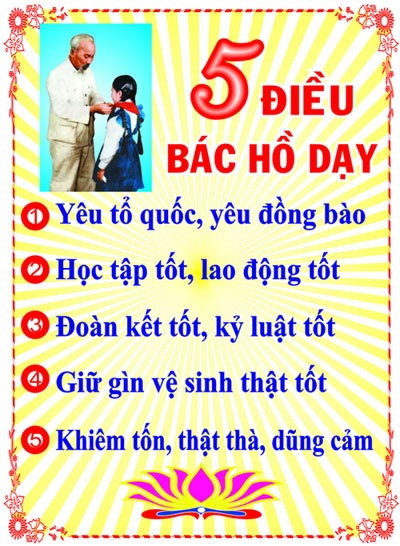 5 ĐIỀU
BÁC HỒ DẠY
1 Yêu tổ quốc, yêu đồng bào
2 Học tập tốt, lao động tốt
3 Đoàn kết tốt, kỷ luật tốt
4 Giữ gìn vệ sinh thật tốt
5 Khiêm tốn, thật thà, dũng cảm